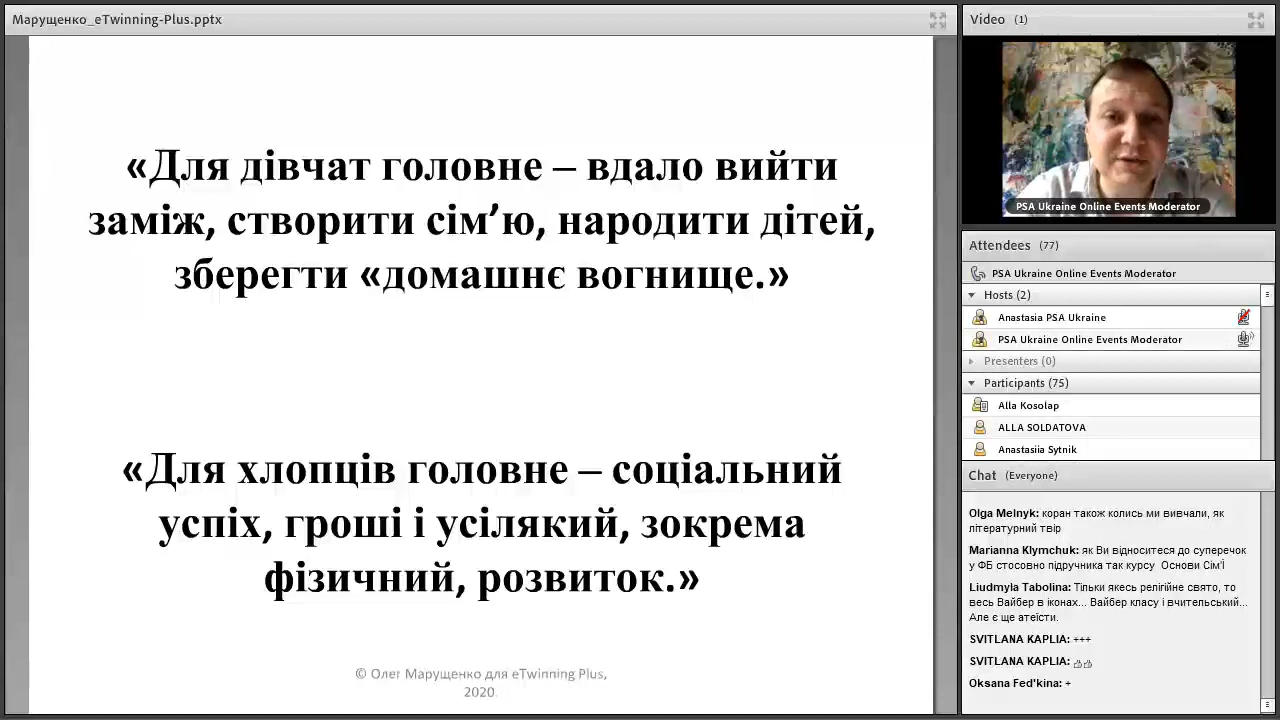 Марущенко_eTwinning-Plus.pptx
«Для дівчат головне – вдало вийти
заміж, створити сім’ю, народити дітей,
зберегти «домашнє вогнище.»
«Для хлопців головне – соціальний
успіх, гроші і усілякий, зокрема
фізичний, розвиток.»
© Олег Марущенко для eTwinning Plus,
2020.
Video (1)
PSA Ukraine Online Events Moderator
Attendees (77)
PSA Ukraine Online Events Moderator
Hosts (2)
Anastasia PSA Ukraine
PSA Ukraine Online Events Moderator
Presenters (0)
Participants (75)
Alla Kosolap
ALLA SOLDATOVA
Anastasiia Sytnik
Chat (Everyone)
Olga Melnyk: коран також колись ми вивчали, як
літературний твір
Marianna Klymchuk: як Ви відноситеся до суперечок
у ФБ стосовно підручника так курсу Основи Сім'ї
Liudmyla Tabolina: Тільки якесь релігійне свято, то
весь Вайбер в іконах... Вайбер класу і вчительський...
Але є ще атеїсти.
SVITLANA KAPLIA: +++
SVITLANA KAPLIA: 👍👍
Oksana Fed'kina: +